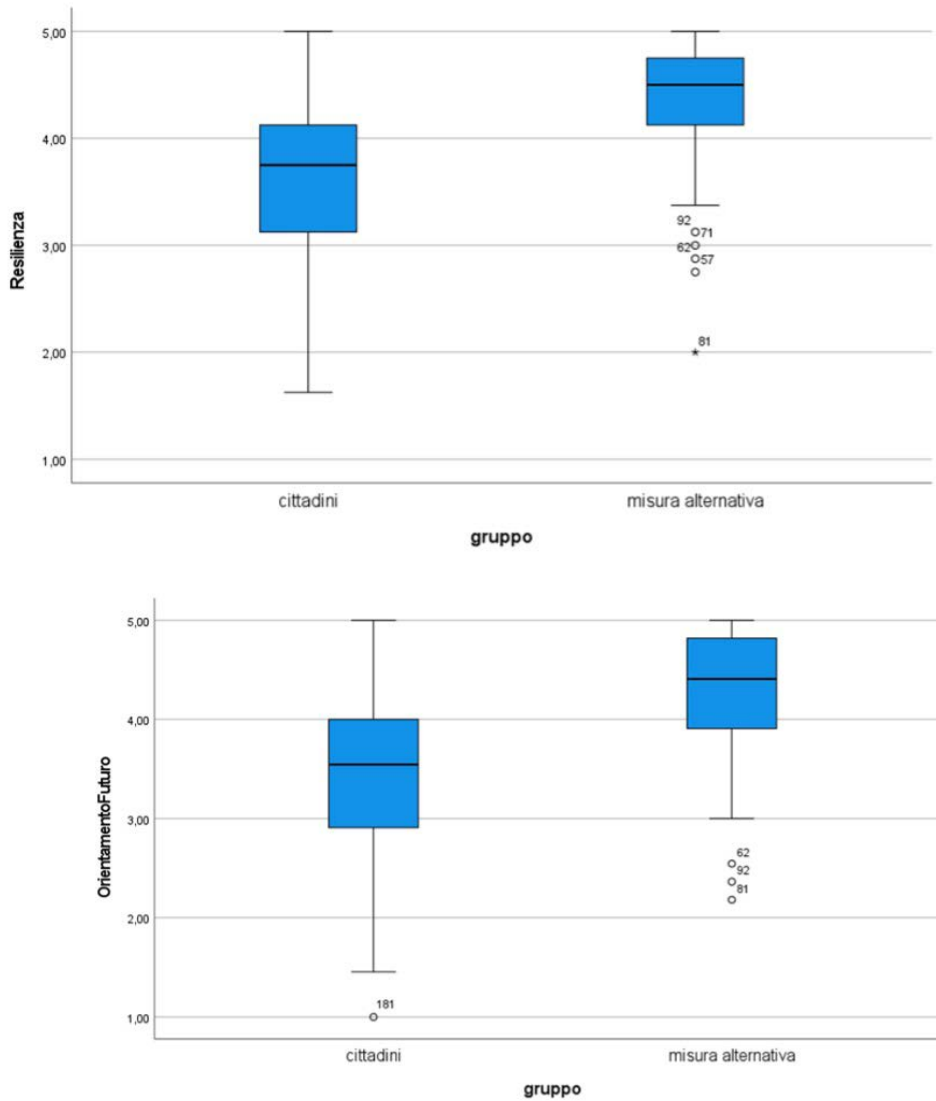 5,00
4,00
3,00
2,00
1,00
Resilienza
92
71
62
57
81
cittadini
misura alternativa
gruppo
5,00
4,00
3,00
2,00
1,00
OrientamentoFuturo
62
92
81
181
cittadini
misura alternativa
gruppo